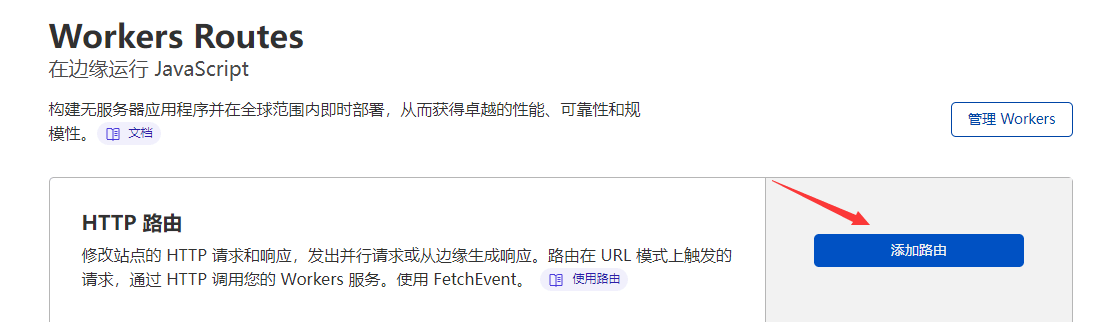 Workers Routes
在边缘运行 JavaScript
构建无服务器应用程序并在全球范围内即时部署，从而获得卓越的性能、可靠性和规
模性。 文档
管理 Workers
HTTP 路由
修改站点的 HTTP 请求和响应，发出并行请求或从边缘生成响应。路由在 URL 模式上触发的
请求，通过 HTTP 调用您的 Workers 服务。使用 FetchEvent。 使用路由
添加路由